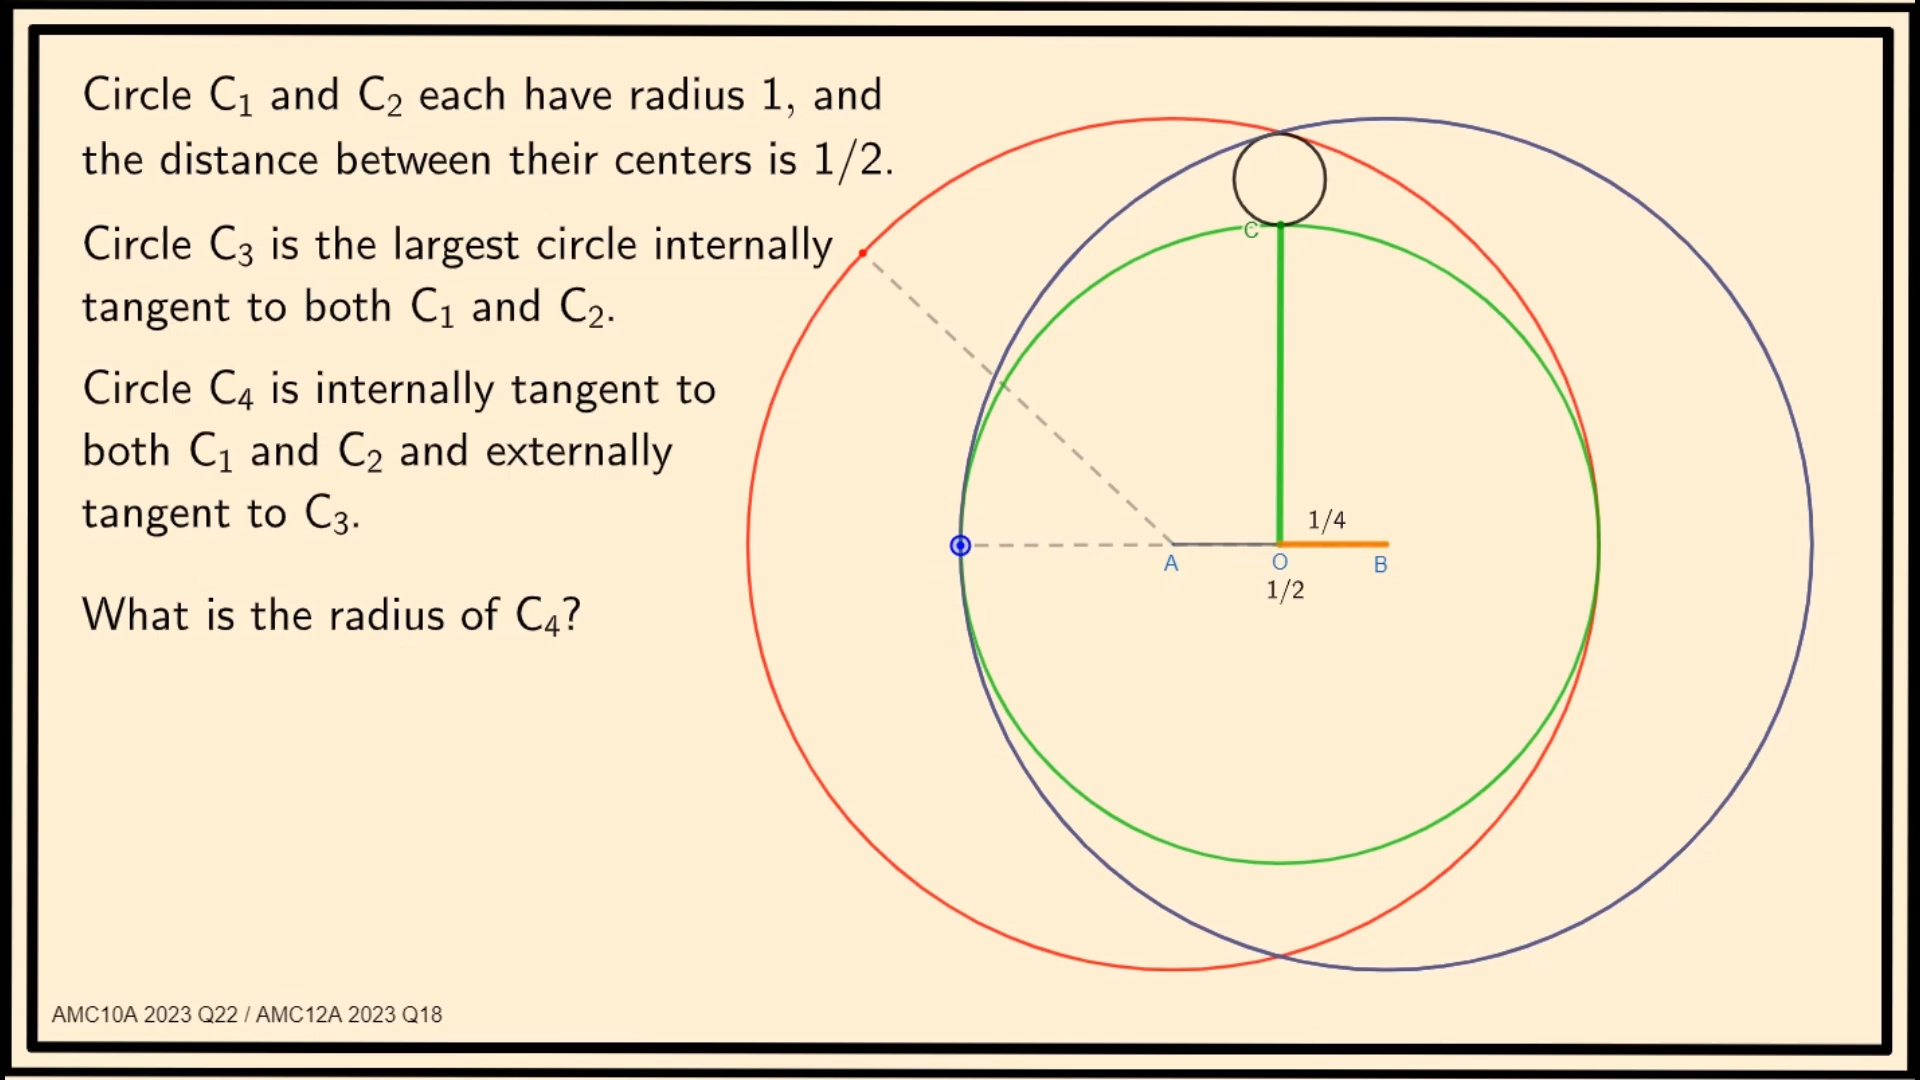 Circle C₁ and C₂ each have radius 1, and
the distance between their centers is 1/2.
Circle C₃ is the largest circle internally
tangent to both C₁ and C₂.
Circle C₄ is internally tangent to
both C₁ and C₂ and externally
tangent to C₃.
What is the radius of C₄?
C
1/4
A
O
B
1/2
AMC10A 2023 Q22 / AMC12A 2023 Q18